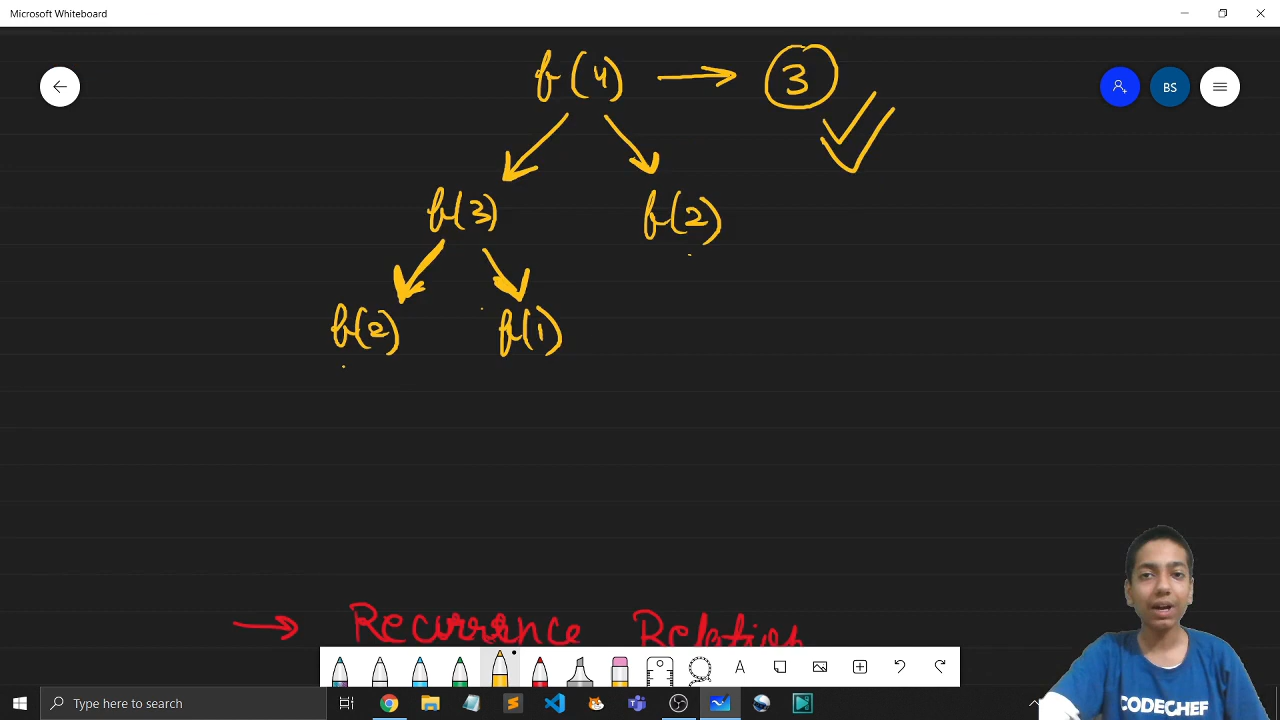 Microsoft Whiteboard
f(4) → 3
BS
f(3) f(2)
f(2) f(1)
→ Recurrence Relation
A
Type here to search
CODECHEF